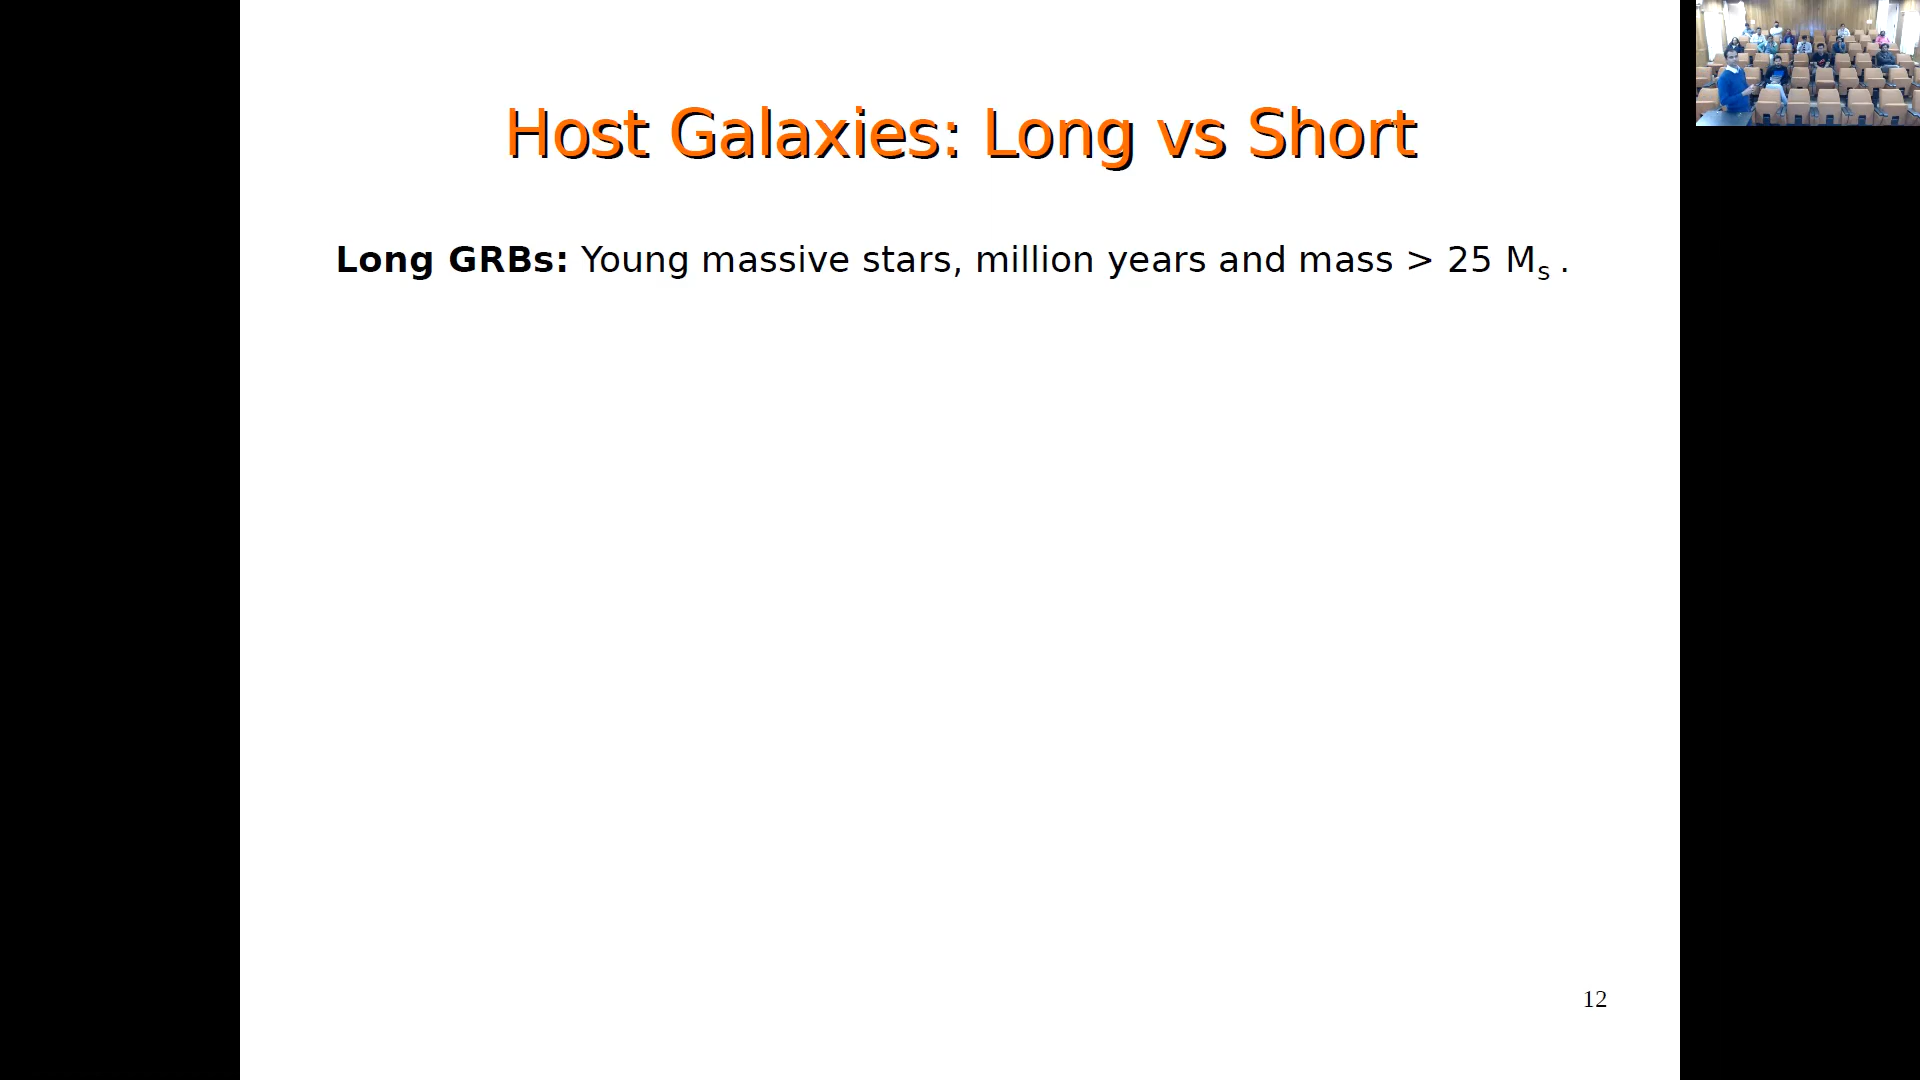 Host Galaxies: Long vs Short
Long GRBs: Young massive stars, million years and mass > 25 Ms .
12